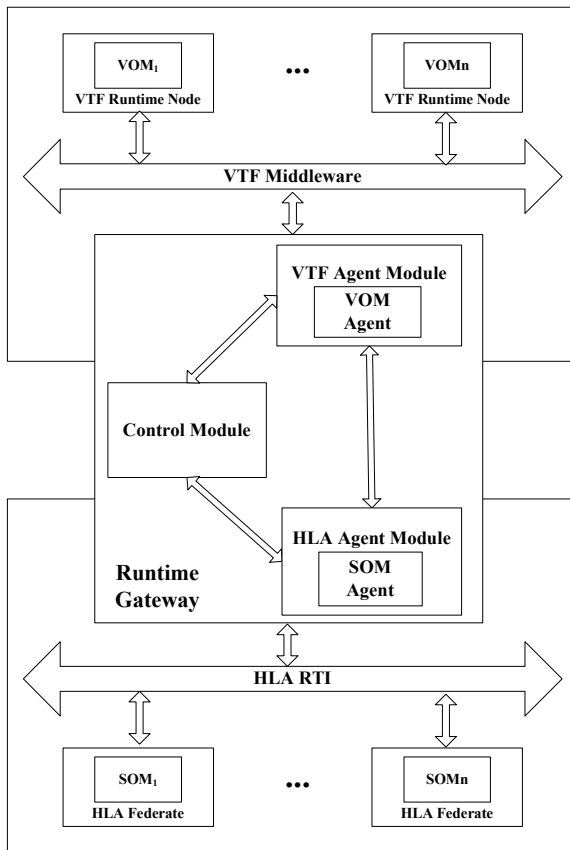 VOM₁
...
VOMn
VTF Runtime Node
VTF Runtime Node
VTF Middleware
VTF Agent Module
VOM
Agent
Control Module
HLA Agent Module
SOM
Agent
Runtime
Gateway
HLA RTI
SOM₁
...
SOMn
HLA Federate
HLA Federate